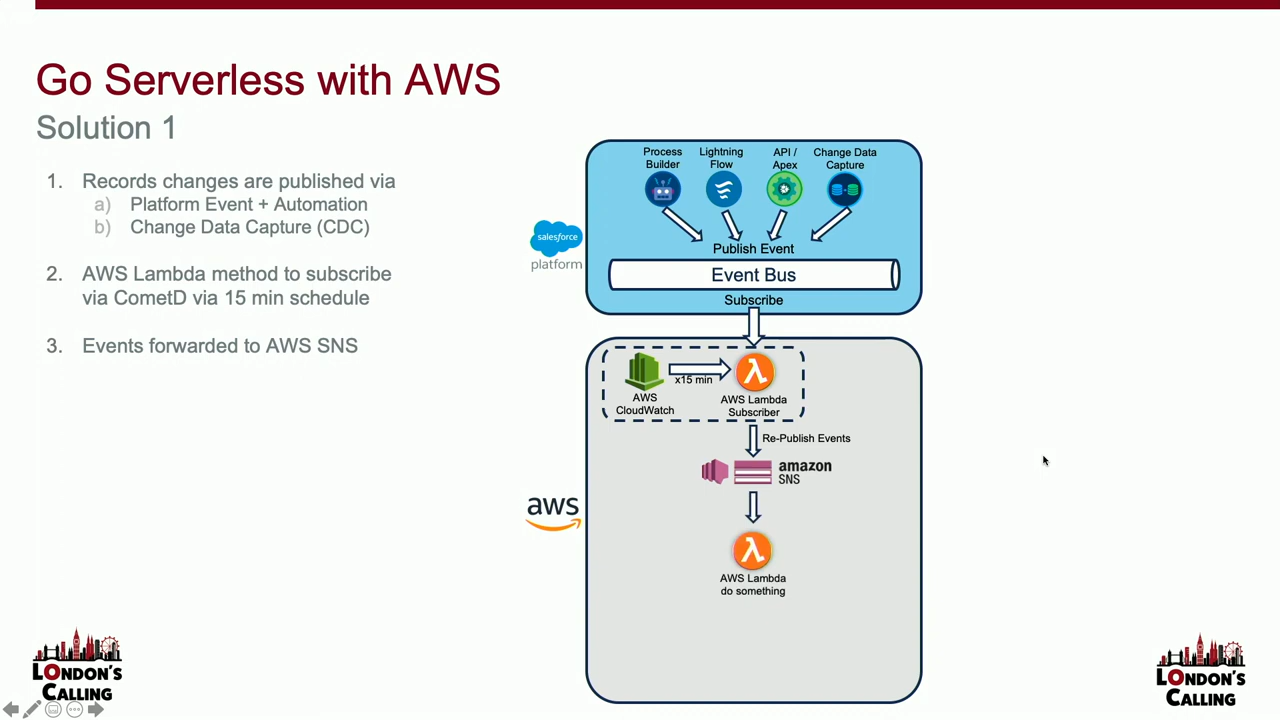 Go Serverless with AWS
Solution 1
1. Records changes are published via
a) Platform Event + Automation
b) Change Data Capture (CDC)
2. AWS Lambda method to subscribe
via CometD via 15 min schedule
3. Events forwarded to AWS SNS
Process
Builder
Lightning
Flow
API /
Apex
Change Data
Capture
salesforce
platform
Publish Event
Event Bus
Subscribe
x15 min
AWS
CloudWatch
AWS Lambda
Subscriber
Re-Publish Events
amazon
SNS
aws
AWS Lambda
do something
LONDON'S
CALLING
LONDON'S
CALLING